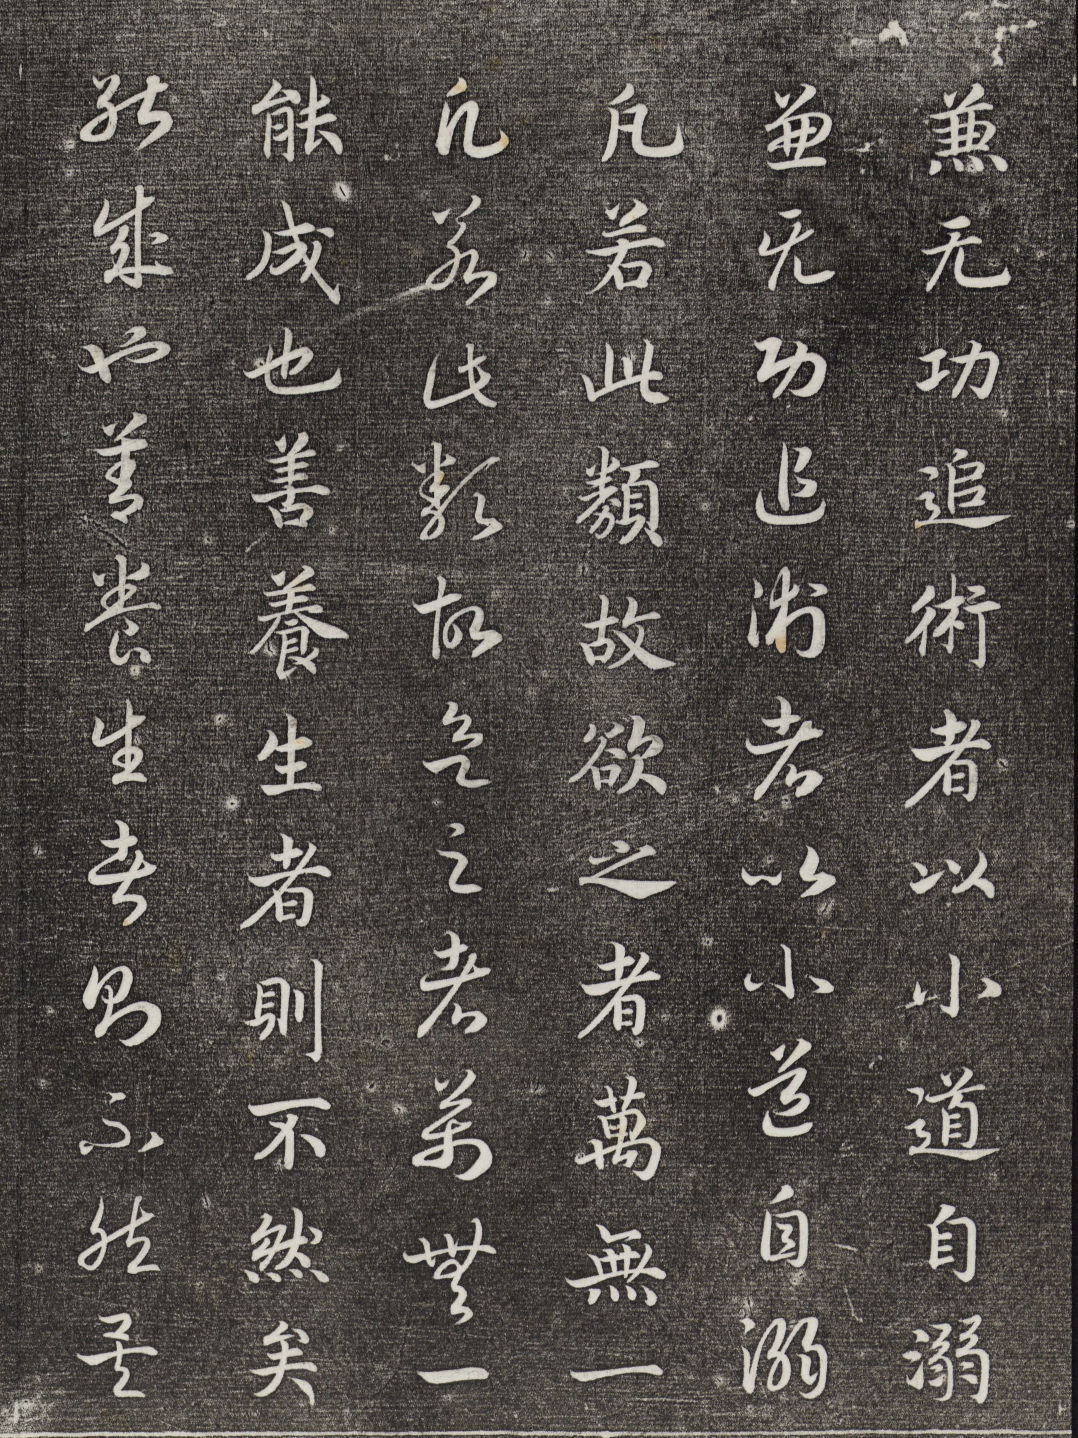 兼无功追術者以小道自溺
兼无功追術者以小道自溺
凡若此類故欲之者萬無一
凡若此類故欲之者萬無一
能成也善養生者則不然矣
能成也善養生者則不然矣